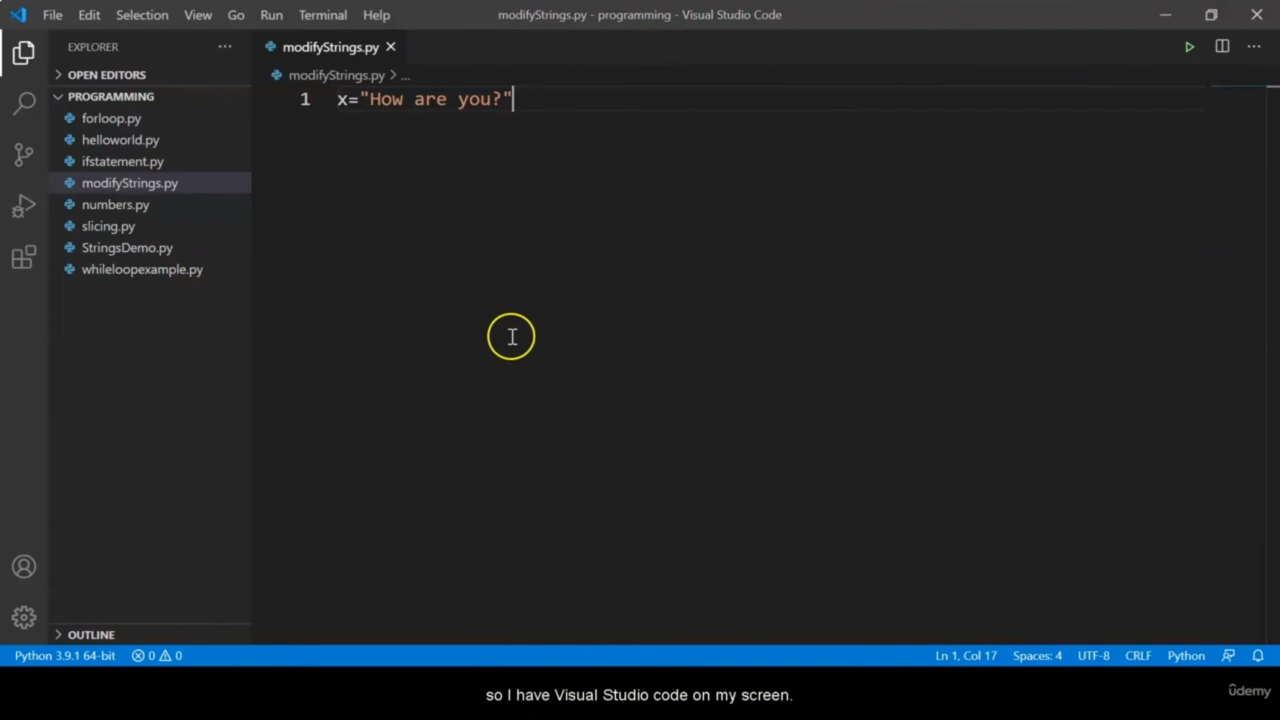 File Edit Selection View Go Run Terminal Help modifyStrings.py - programming - Visual Studio Code
EXPLORER
OPEN EDITORS
PROGRAMMING
forloop.py
helloworld.py
ifstatement.py
modifyStrings.py
numbers.py
slicing.py
StringsDemo.py
whileloopexample.py
OUTLINE
modifyStrings.py
modifyStrings.py > ...
1 x="How are you?"
Python 3.9.1 64-bit 0 0 Ln 1, Col 17 Spaces: 4 UTF-8 CRLF Python
so I have Visual Studio code on my screen.
ûdemy